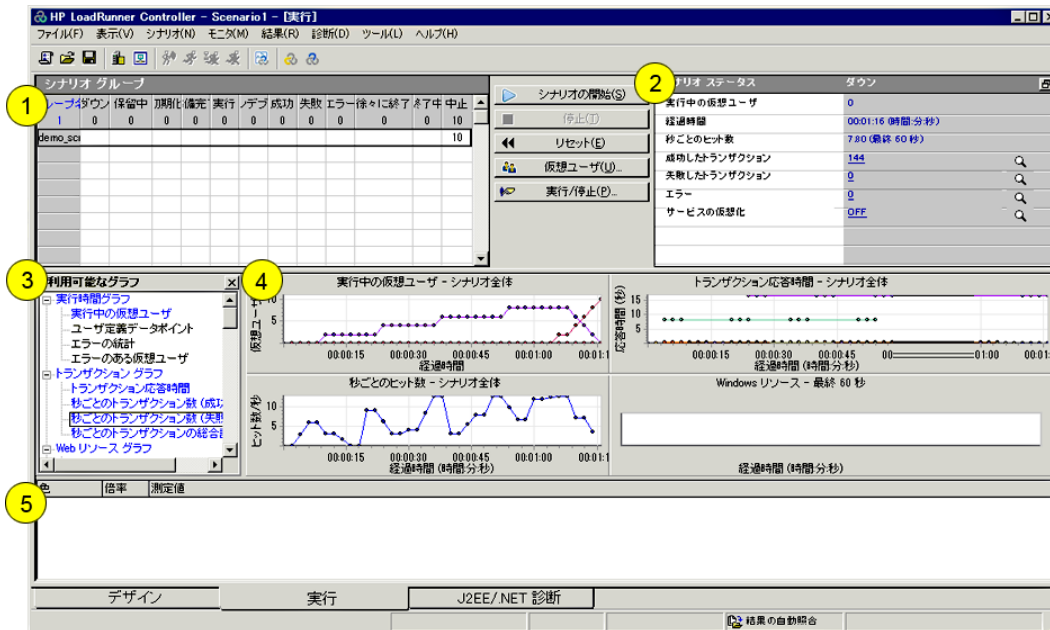 HP LoadRunner Controller - Scenario1 - [実行]
ファイル(F) 表示(V) シナリオ(N) モニタ(M) 結果(R) 診断(D) ツール(L) ヘルプ(H)
1
シナリオ グループ
ダウン 保留中 実行 成功 失敗 エラー 徐々に終了 中止
1 0 0 0 0 0 0 0 0 0 0 0 10
demo_scr 10
シナリオの開始(S)
停止(T)
リセット(E)
仮想ユーザ(U)...
実行/停止(P)...
2
シナリオ ステータス ダウン
実行中の仮想ユーザ 0
経過時間 00:01:16 (時間:分:秒)
秒ごとのヒット数 7.80 (最終 60 秒)
成功したトランザクション 144
失敗したトランザクション 0
エラー 0
サービスの仮想化 OFF
3
利用可能なグラフ
実行時間グラフ
実行中の仮想ユーザ
ユーザ定義データポイント
エラーの統計
エラーのある仮想ユーザ
トランザクション グラフ
トランザクション応答時間
秒ごとのトランザクション数 (成功
秒ごとのトランザクション数 (失敗
秒ごとのトランザクションの総合
Web リソース グラフ
4
実行中の仮想ユーザ - シナリオ全体
仮想ユーザ
10
5
00:00:15 00:00:30 00:00:45 00:01:00 00:01:1
経過時間
トランザクション応答時間 - シナリオ全体
応答時間 (秒)
15
10
5
0
00:00:15 00:00:30 00:00:45 00 01:00 00:01:
経過時間 (時間:分:秒)
秒ごとのヒット数 - シナリオ全体
ヒット数/秒
10
5
00:00:15 00:00:30 00:00:45 00:01:00 00:01:1
経過時間 (時間:分:秒)
Windows リソース - 最終 60 秒
経過時間 (時間:分:秒)
5
色 倍率 測定値
デザイン 実行 J2EE/.NET 診断
結果の自動照合